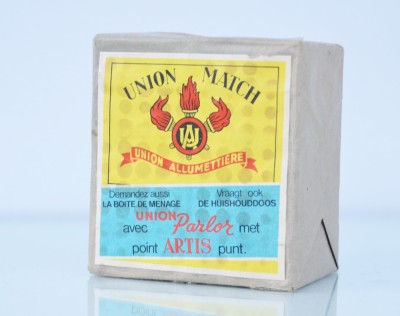 UNION MATCH
UA
UNION ALLUMETTIÈRE
Demandez aussi Vraagt ook
LA BOITE DE MENAGE DE HUISHOUDDOOS
UNION
avec Parlor met
point ARTIS punt.